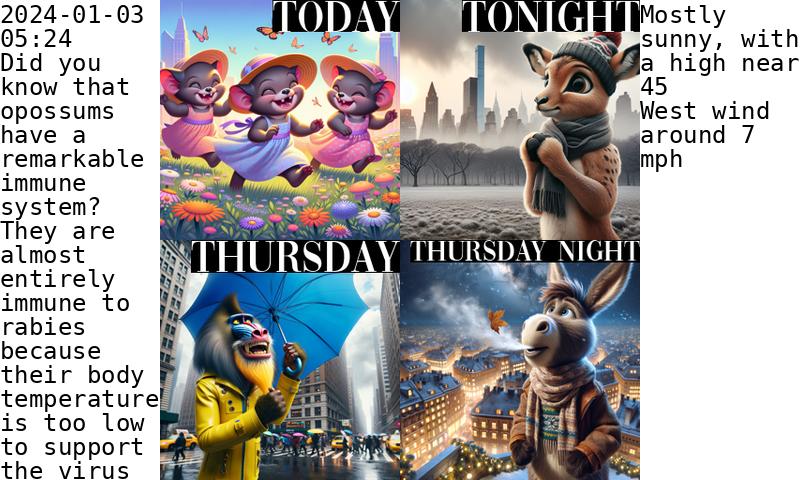 2024-01-03
05:24
Did you
know that
opossums
have a
remarkable
immune
system?
They are
almost
entirely
immune to
rabies
because
their body
temperature
is too low
to support
the virus
TODAY
TONIGHT
THURSDAY
THURSDAY NIGHT
Mostly
sunny, with
a high near
45
West wind
around 7
mph